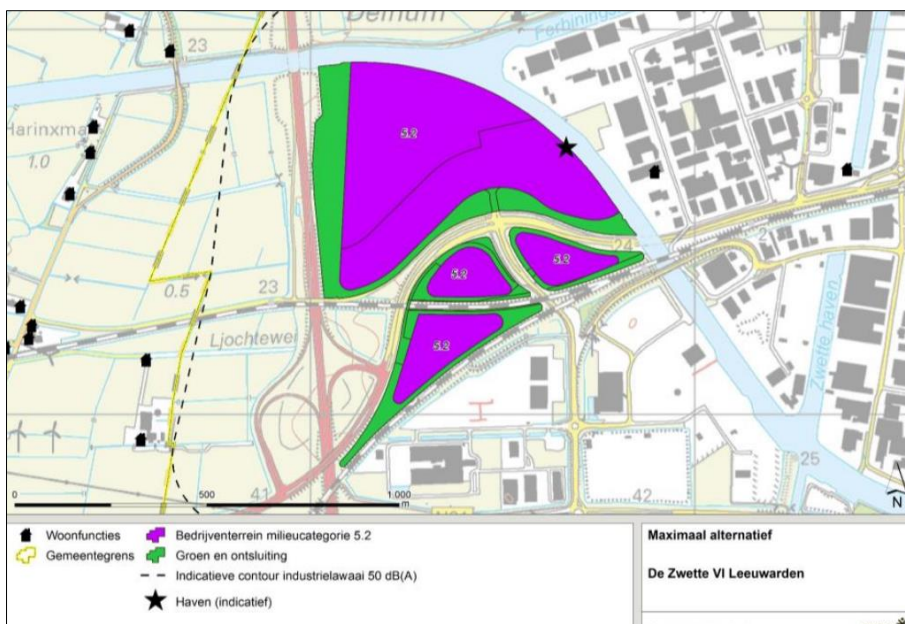 Deinum
Ferbinings
23
Harinxma
1.0
5.2
24
21
5.2
5.2
0.5
23
Ljochtewei
5.2
0
Zwette haven
H
I
25
42
41
0
500
1.000
m
N
Woonfuncties
Bedrijventerrein milieucategorie 5.2
Gemeentegrens
Groen en ontsluiting
Indicatieve contour industrielawaai 50 dB(A)
Haven (indicatief)
Maximaal alternatief
De Zwette VI Leeuwarden